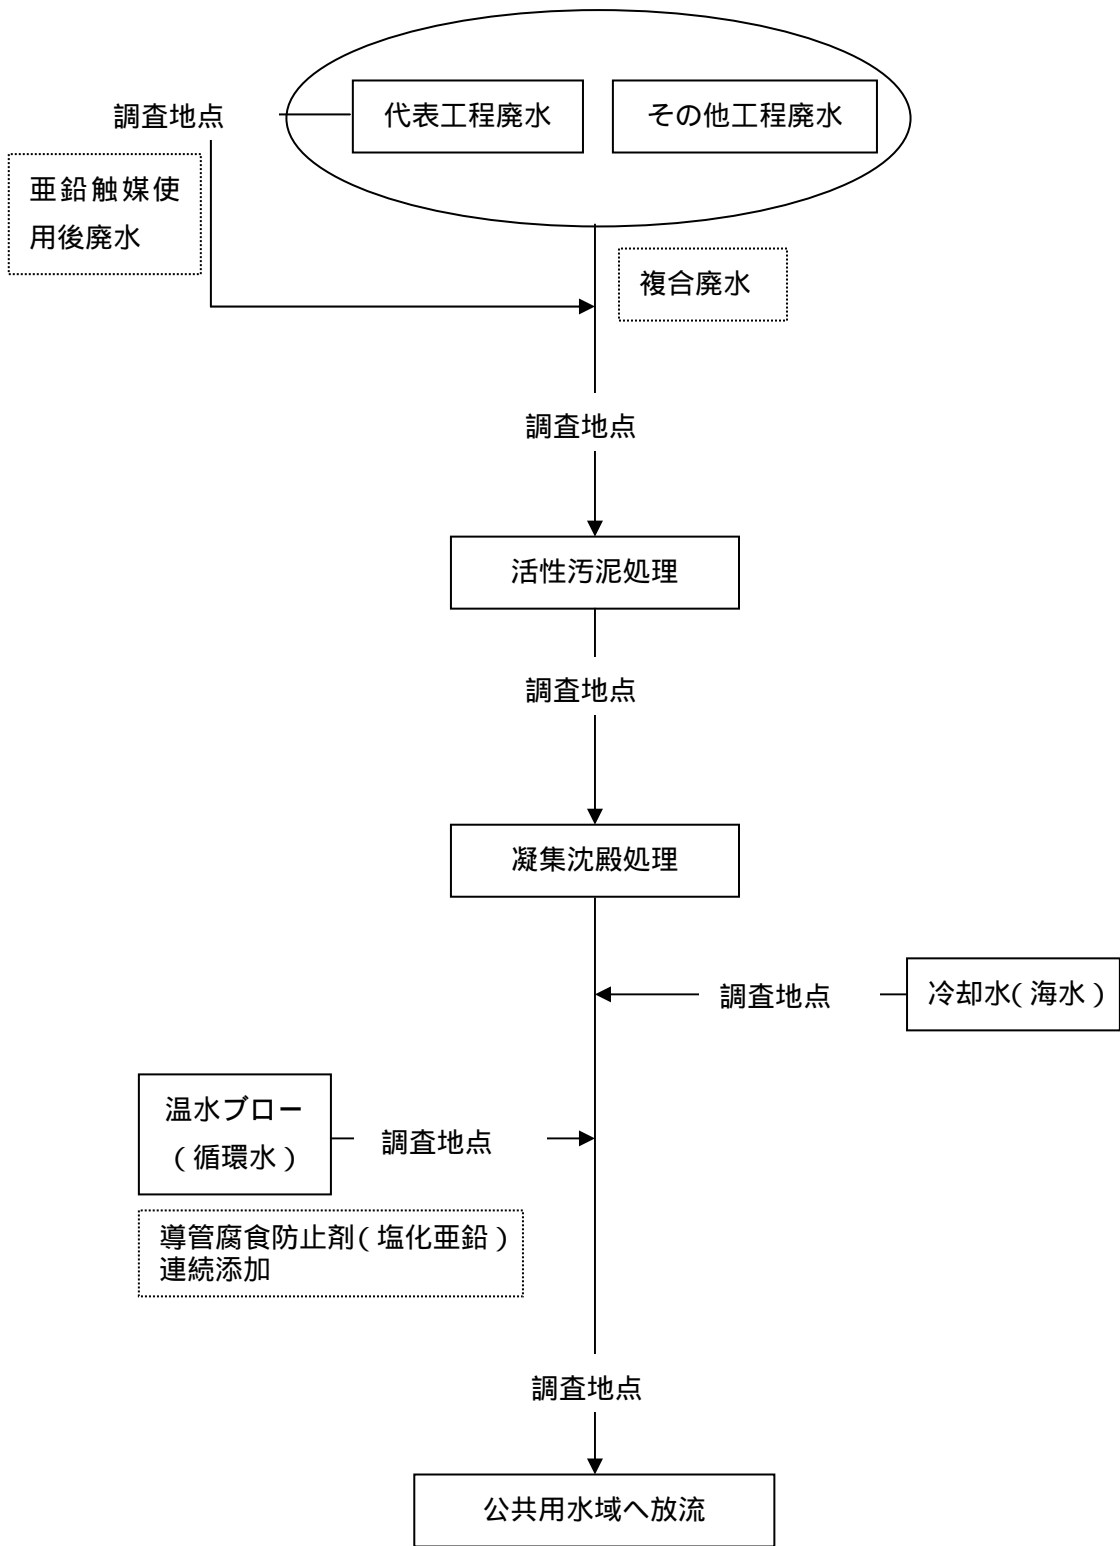 調査地点
代表工程廃水
その他工程廃水
亜鉛触媒使
用後廃水
複合廃水
調査地点
活性汚泥処理
調査地点
凝集沈殿処理
調査地点
冷却水(海水)
温水ブロー
(循環水)
調査地点
導管腐食防止剤(塩化亜鉛)
連続添加
調査地点
公共用水域へ放流